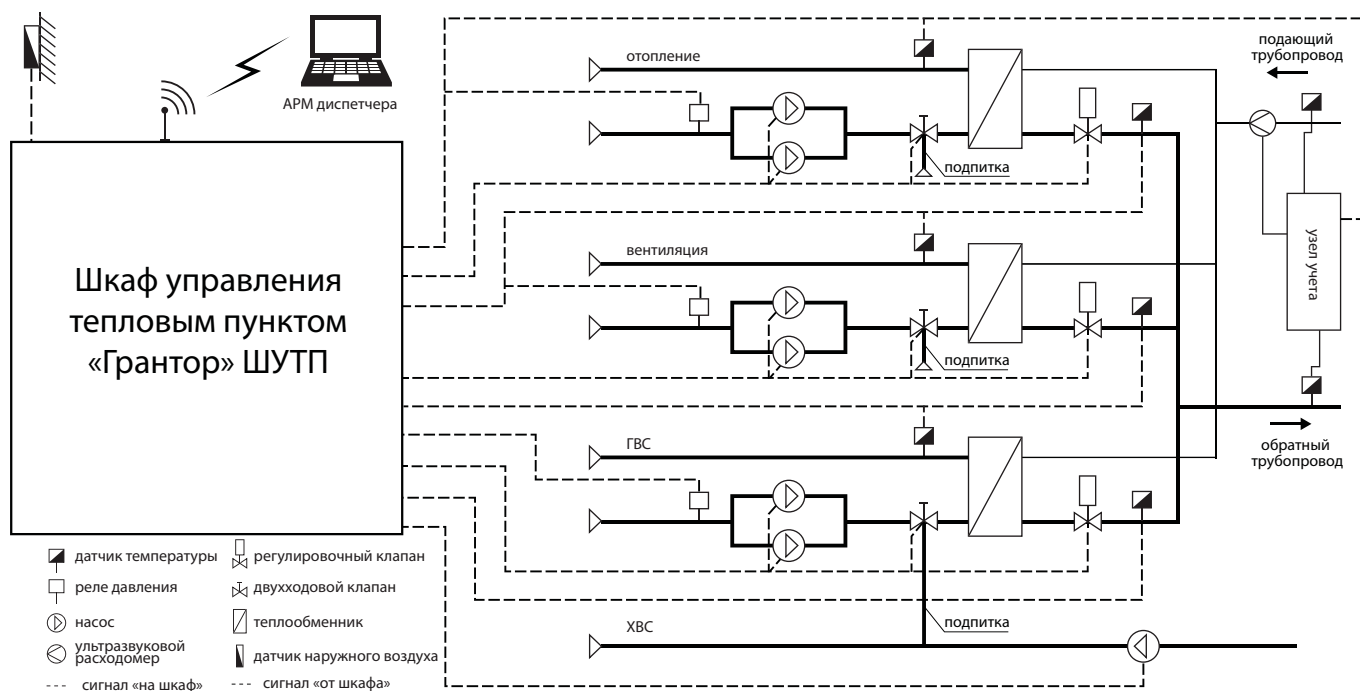 отопление
подающий
трубопровод
АРМ диспетчера
подпитка
вентиляция
узел учета
Шкаф управления
тепловым пунктом
«Грантор» ШУТП
подпитка
ГВС
обратный
трубопровод
датчик температуры
регулировочный клапан
реле давления
двухходовой клапан
насос
теплообменник
ХВС
подпитка
ультразвуковой
расходомер
датчик наружного воздуха
сигнал «на шкаф»
сигнал «от шкафа»